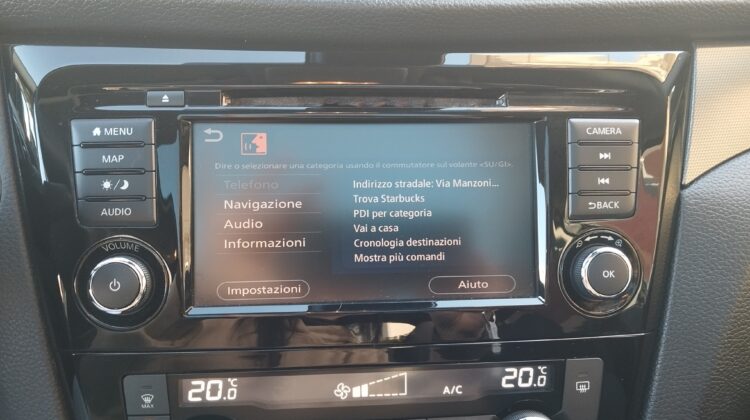 MENU
MAP
AUDIO
VOLUME
Dire o selezionare una categoria usando il commutatore sul volante «SU/GI».
Telefono
Navigazione
Audio
Informazioni
Impostazioni
Indirizzo stradale: Via Manzoni...
Trova Starbucks
PDI per categoria
Vai a casa
Cronologia destinazioni
Mostra più comandi
Aiuto
CAMERA
BACK
OK
MAX
20.0°C
A/C
20.0°C